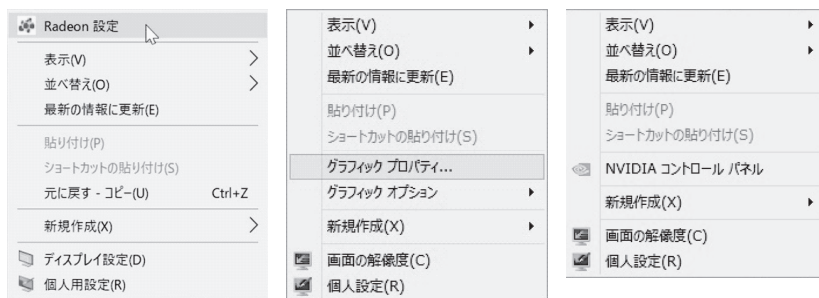 Radeon 設定
表示(V)
並べ替え(O)
最新の情報に更新(E)
貼り付け(P)
ショートカットの貼り付け(S)
元に戻す - コピー(U) Ctrl+Z
新規作成(X)
ディスプレイ設定(D)
個人用設定(R)
表示(V)
並べ替え(O)
最新の情報に更新(E)
貼り付け(P)
ショートカットの貼り付け(S)
グラフィック プロパティ...
グラフィック オプション
新規作成(X)
画面の解像度(C)
個人設定(R)
表示(V)
並べ替え(O)
最新の情報に更新(E)
貼り付け(P)
ショートカットの貼り付け(S)
NVIDIA コントロール パネル
新規作成(X)
画面の解像度(C)
個人設定(R)